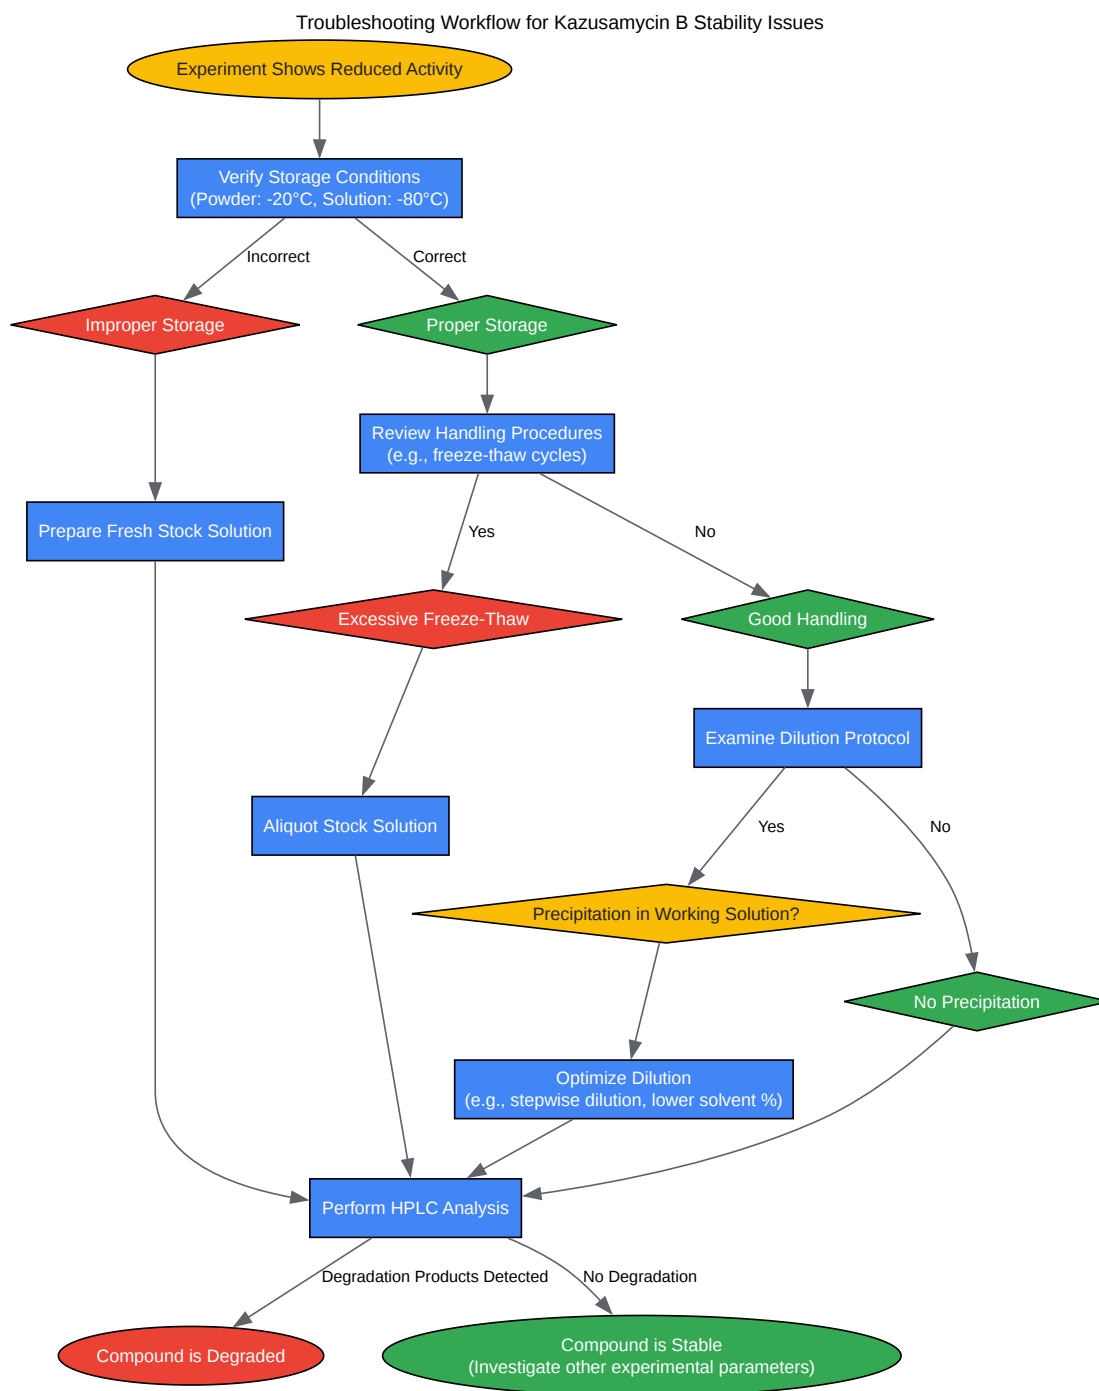 Troubleshooting Workflow for Kazusamycin B Stability Issues
Experiment Shows Reduced Activity
Verify Storage Conditions
(Powder: -20°C, Solution: -80°C)
Incorrect
Correct
Improper Storage
Proper Storage
Review Handling Procedures
(e.g., freeze-thaw cycles)
Prepare Fresh Stock Solution
Yes
No
Excessive Freeze-Thaw
Good Handling
Examine Dilution Protocol
Aliquot Stock Solution
Yes
No
Precipitation in Working Solution?
No Precipitation
Optimize Dilution
(e.g., stepwise dilution, lower solvent %)
Perform HPLC Analysis
Degradation Products Detected
No Degradation
Compound is Degraded
Compound is Stable
(Investigate other experimental parameters)